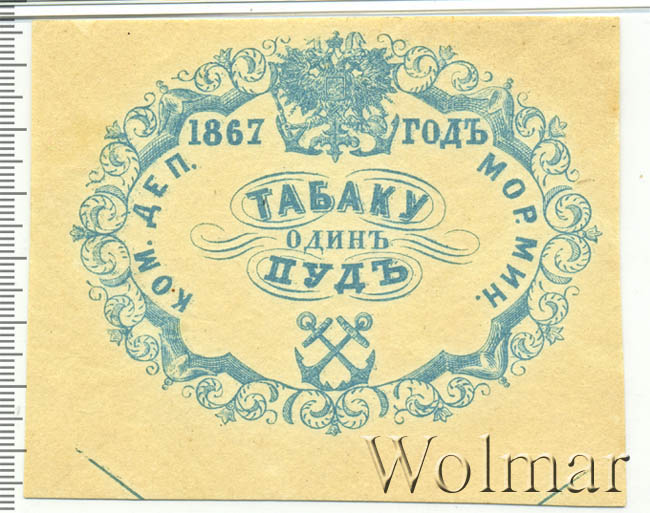 1867 ГОДЪ
КОМ. ДЕП. МОР. МИН.
ТАБАКУ
ОДИНЪ
ПУДЪ
Wolmar